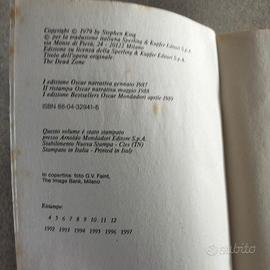 Copyright © 1979 by Stephen King
© per la traduzione italiana Sperling & Kupfer Editori S.p.A.
via Monte di Pietà, 24 - 20121 Milano
Edizione su licenza della Sperling & Kupfer Editori S.p.A.
Titolo dell'opera originale
The Dead Zone
I edizione Oscar narrativa gennaio 1987
II ristampa Oscar narrativa maggio 1988
I edizione Bestsellers Oscar Mondadori aprile 1989
ISBN 88-04-32941-6
Questo volume è stato stampato
presso Arnoldo Mondadori Editore S.p.A.
Stabilimento Nuova Stampa - Cles (TN)
Stampato in Italia - Printed in Italy
In copertina: foto G.V. Faint,
The Image Bank, Milano
Ristampe:
4 5 6 7 8 9 10 11 12
1992 1993 1994 1995 1996 1997
subito